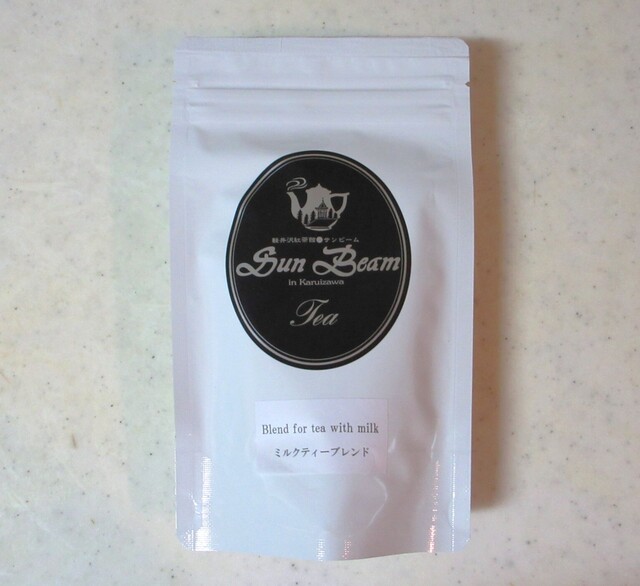 軽井沢紅茶館●サンビーム
Sun Beam
in Karuizawa
Tea
Blend for tea with milk
ミルクティーブレンド